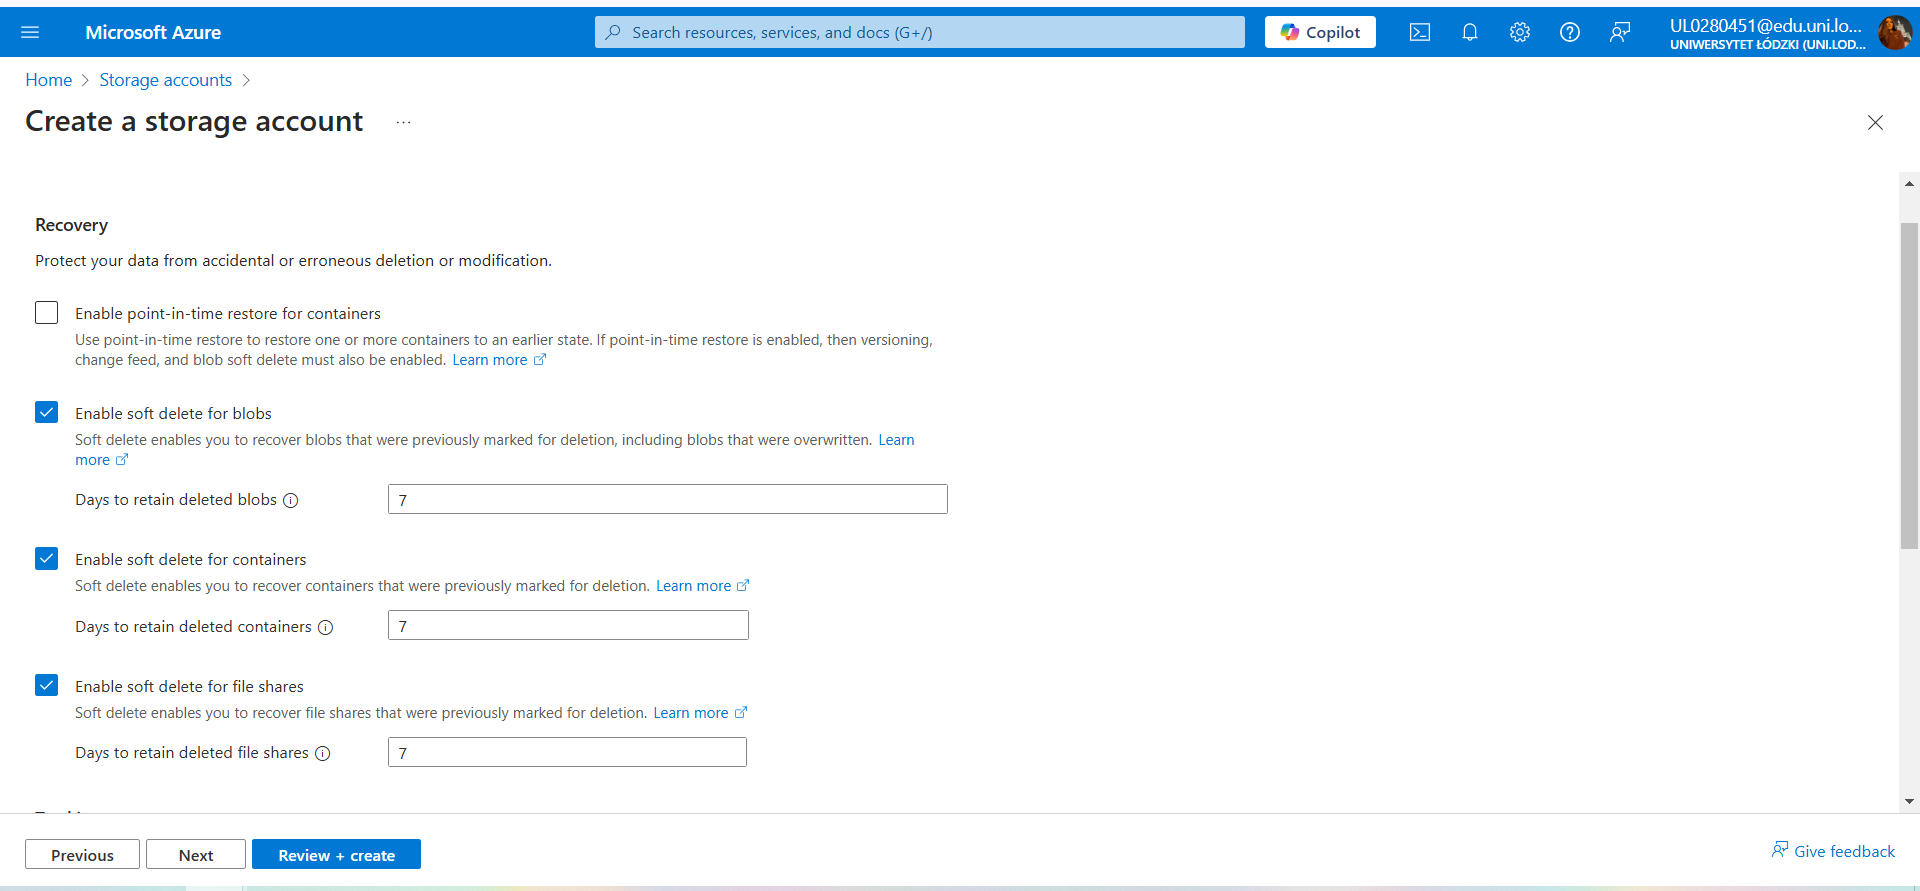 Microsoft Azure
Search resources, services, and docs (G+/)
Copilot
UL0280451@edu.uni.lo...
UNIWERSYTET ŁÓDZKI (UNI.LOD...
Home > Storage accounts >
Create a storage account ...
Recovery
Protect your data from accidental or erroneous deletion or modification.
Enable point-in-time restore for containers
Use point-in-time restore to restore one or more containers to an earlier state. If point-in-time restore is enabled, then versioning,
change feed, and blob soft delete must also be enabled. Learn more
Enable soft delete for blobs
Soft delete enables you to recover blobs that were previously marked for deletion, including blobs that were overwritten. Learn
more
Days to retain deleted blobs 7
Enable soft delete for containers
Soft delete enables you to recover containers that were previously marked for deletion. Learn more
Days to retain deleted containers 7
Enable soft delete for file shares
Soft delete enables you to recover file shares that were previously marked for deletion. Learn more
Days to retain deleted file shares 7
Previous
Next
Review + create
Give feedback